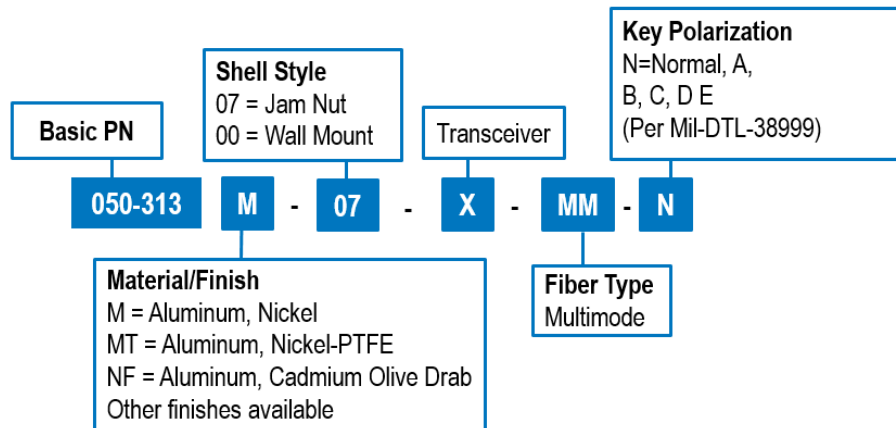 Key Polarization
N=Normal, A,
B, C, D E
(Per Mil-DTL-38999)
Shell Style
07 = Jam Nut
00 = Wall Mount
Basic PN
Transceiver
050-313 M - 07 - X - MM - N
Material/Finish
M = Aluminum, Nickel
MT = Aluminum, Nickel-PTFE
NF = Aluminum, Cadmium Olive Drab
Other finishes available
Fiber Type
Multimode